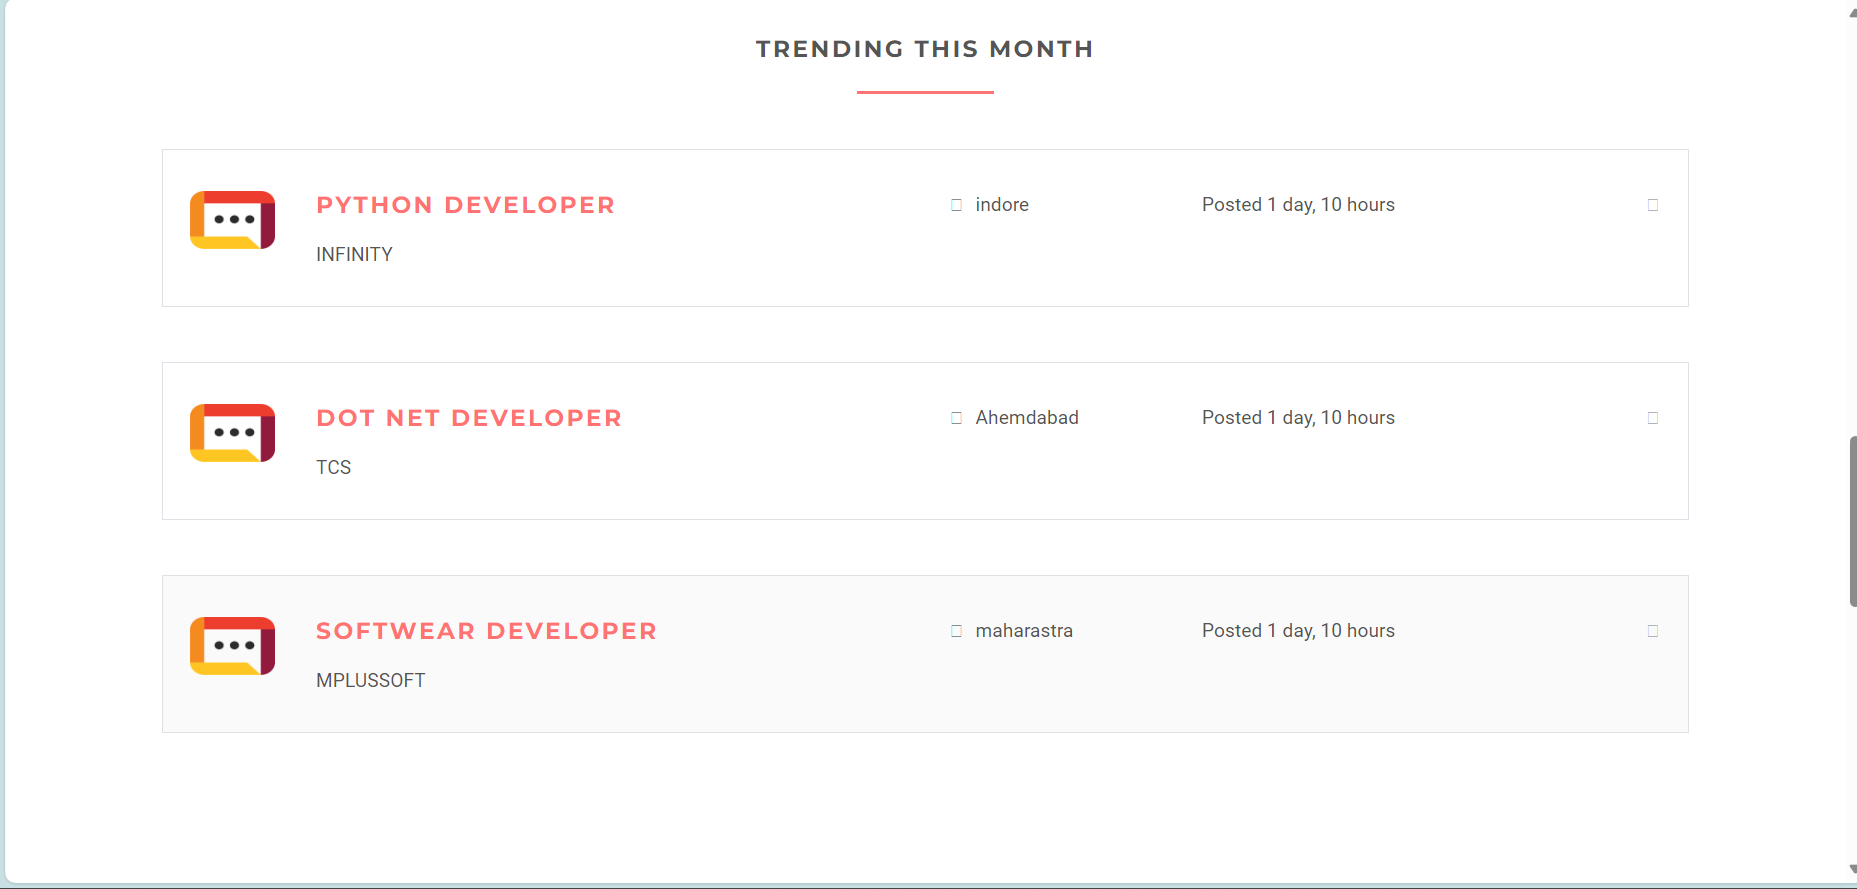 TRENDING THIS MONTH
PYTHON DEVELOPER
indore
Posted 1 day, 10 hours
INFINITY
DOT NET DEVELOPER
Ahemdabad
Posted 1 day, 10 hours
TCS
SOFTWEAR DEVELOPER
maharastra
Posted 1 day, 10 hours
MPLUSSOFT